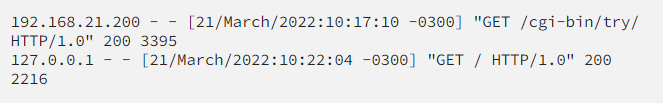 192.168.21.200 - - [21/March/2022:10:17:10 -0300] "GET /cgi-bin/try/
HTTP/1.0" 200 3395
127.0.0.1 - - [21/March/2022:10:22:04 -0300] "GET / HTTP/1.0" 200
2216